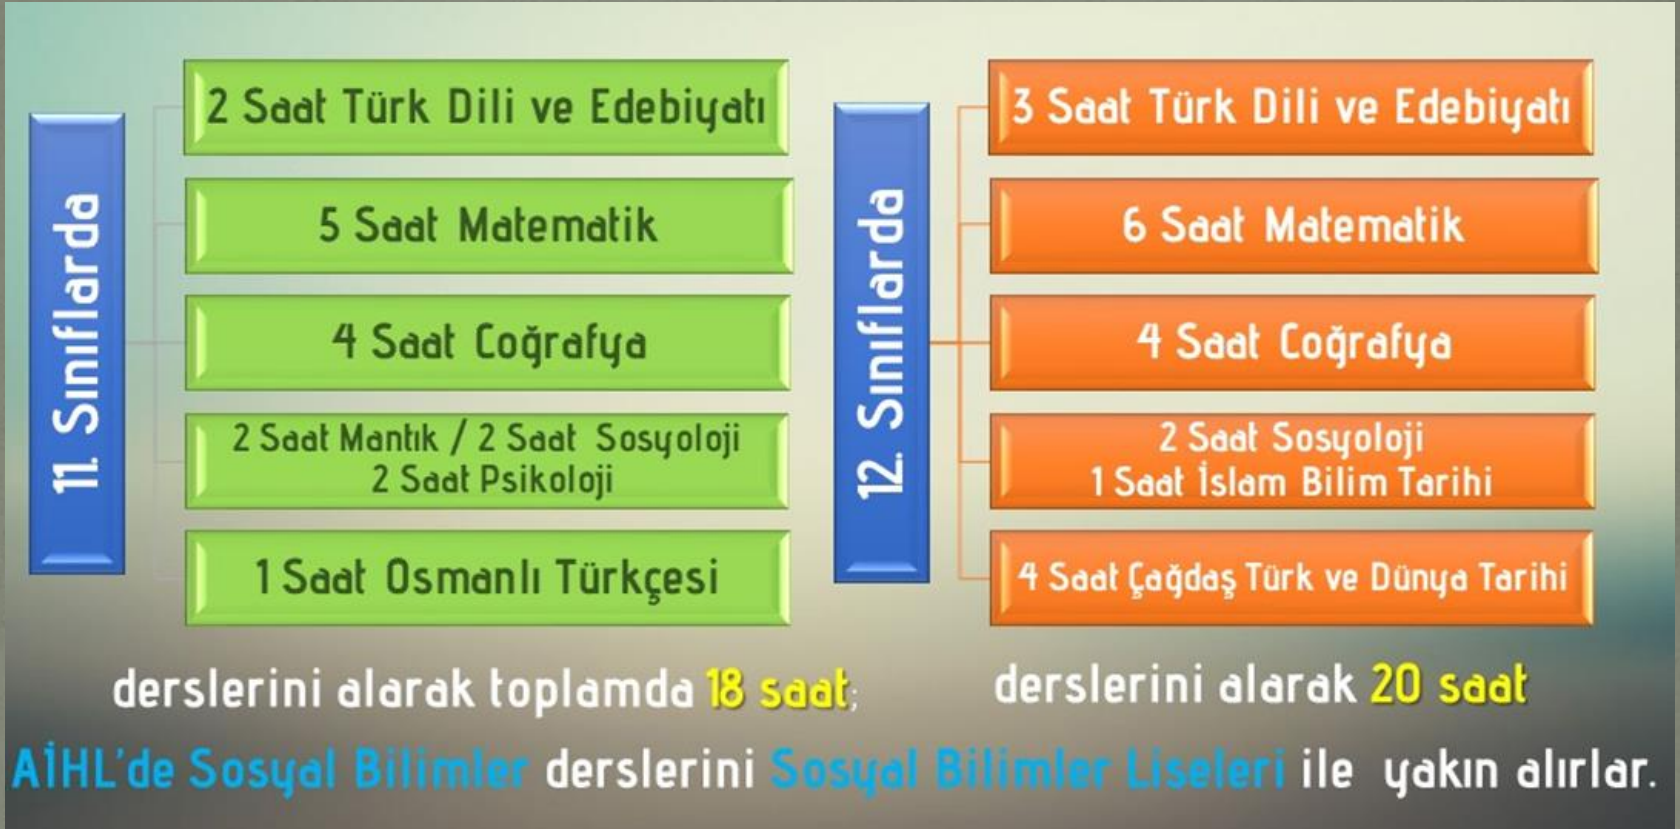 11. Sınıflarda
2 Saat Türk Dili ve Edebiyatı
5 Saat Matematik
4 Saat Coğrafya
2 Saat Mantık / 2 Saat Sosyoloji
2 Saat Psikoloji
1 Saat Osmanlı Türkçesi
derslerini alarak toplamda 18 saat;
12. Sınıflarda
3 Saat Türk Dili ve Edebiyatı
6 Saat Matematik
4 Saat Coğrafya
2 Saat Sosyoloji
1 Saat İslam Bilim Tarihi
4 Saat Çağdaş Türk ve Dünya Tarihi
derslerini alarak 20 saat
AİHL'de Sosyal Bilimler derslerini Sosyal Bilimler Liseleri ile yakın alırlar.